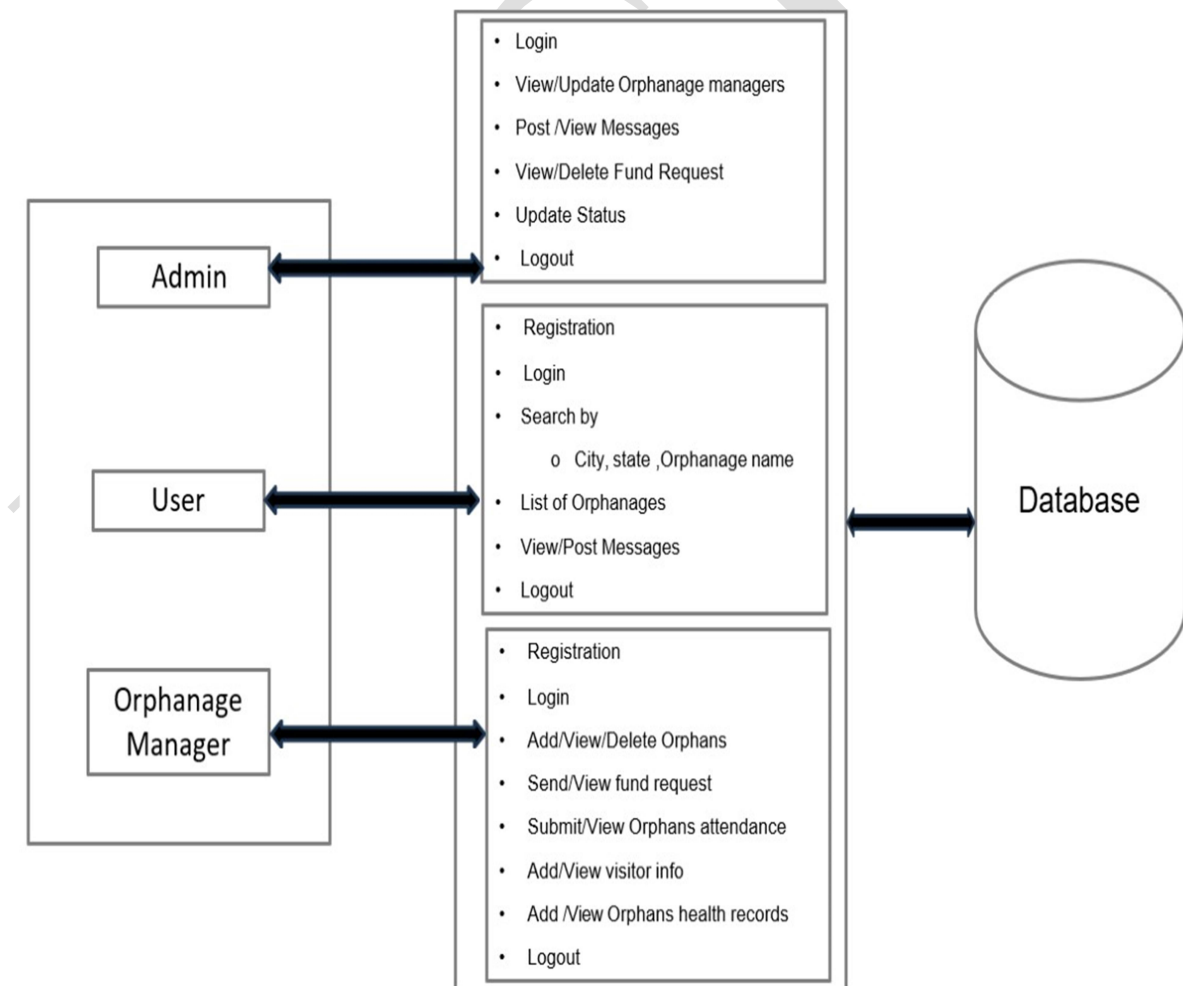 • Login
• View/Update Orphanage managers
• Post /View Messages
• View/Delete Fund Request
• Update Status
• Logout
Admin
• Registration
• Login
• Search by
o City, state ,Orphanage name
• List of Orphanages
• View/Post Messages
• Logout
User
Database
• Registration
• Login
• Add/View/Delete Orphans
• Send/View fund request
• Submit/View Orphans attendance
• Add/View visitor info
• Add /View Orphans health records
• Logout
Orphanage
Manager